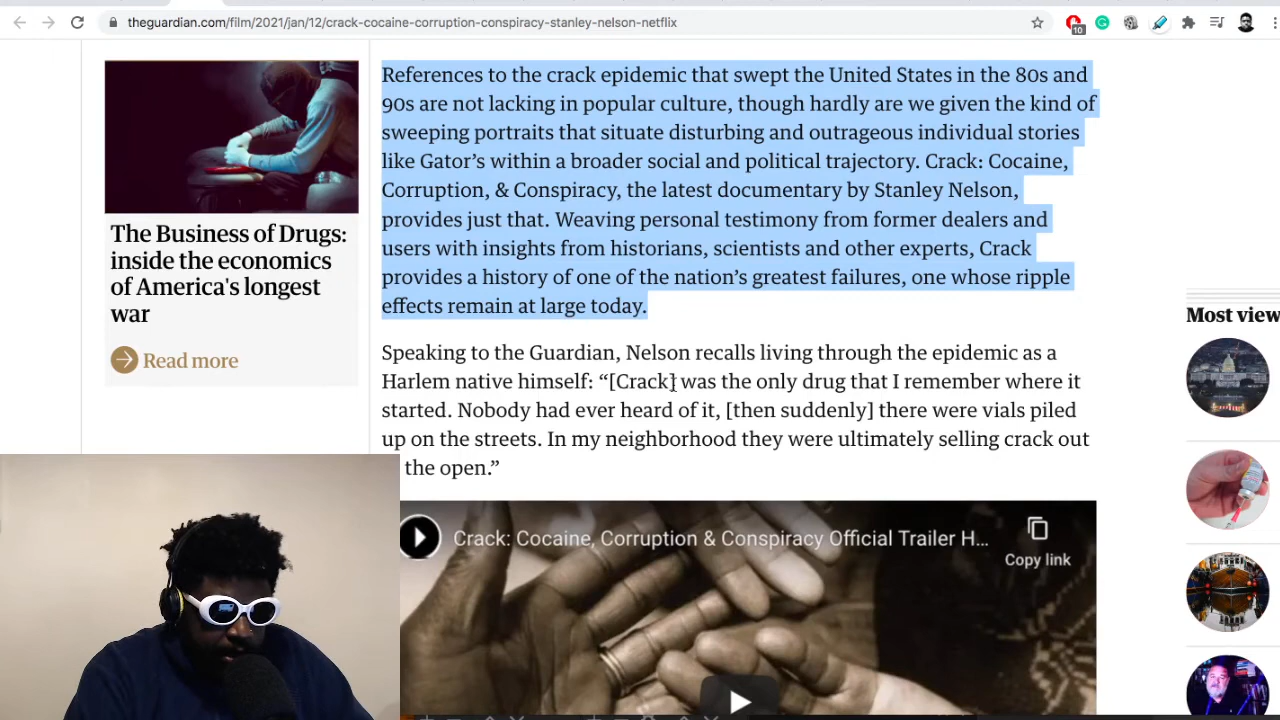 theguardian.com/film/2021/jan/12/crack-cocaine-corruption-conspiracy-stanley-nelson-netflix
10
References to the crack epidemic that swept the United States in the 80s and
90s are not lacking in popular culture, though hardly are we given the kind of
sweeping portraits that situate disturbing and outrageous individual stories
like Gator’s within a broader social and political trajectory. Crack: Cocaine,
Corruption, & Conspiracy, the latest documentary by Stanley Nelson,
provides just that. Weaving personal testimony from former dealers and
users with insights from historians, scientists and other experts, Crack
provides a history of one of the nation’s greatest failures, one whose ripple
effects remain at large today.
The Business of Drugs:
inside the economics
of America's longest
war
Read more
Speaking to the Guardian, Nelson recalls living through the epidemic as a
Harlem native himself: “[Crack] was the only drug that I remember where it
started. Nobody had ever heard of it, [then suddenly] there were vials piled
up on the streets. In my neighborhood they were ultimately selling crack out
the open.”
Crack: Cocaine, Corruption & Conspiracy Official Trailer H...
Copy link
Most view